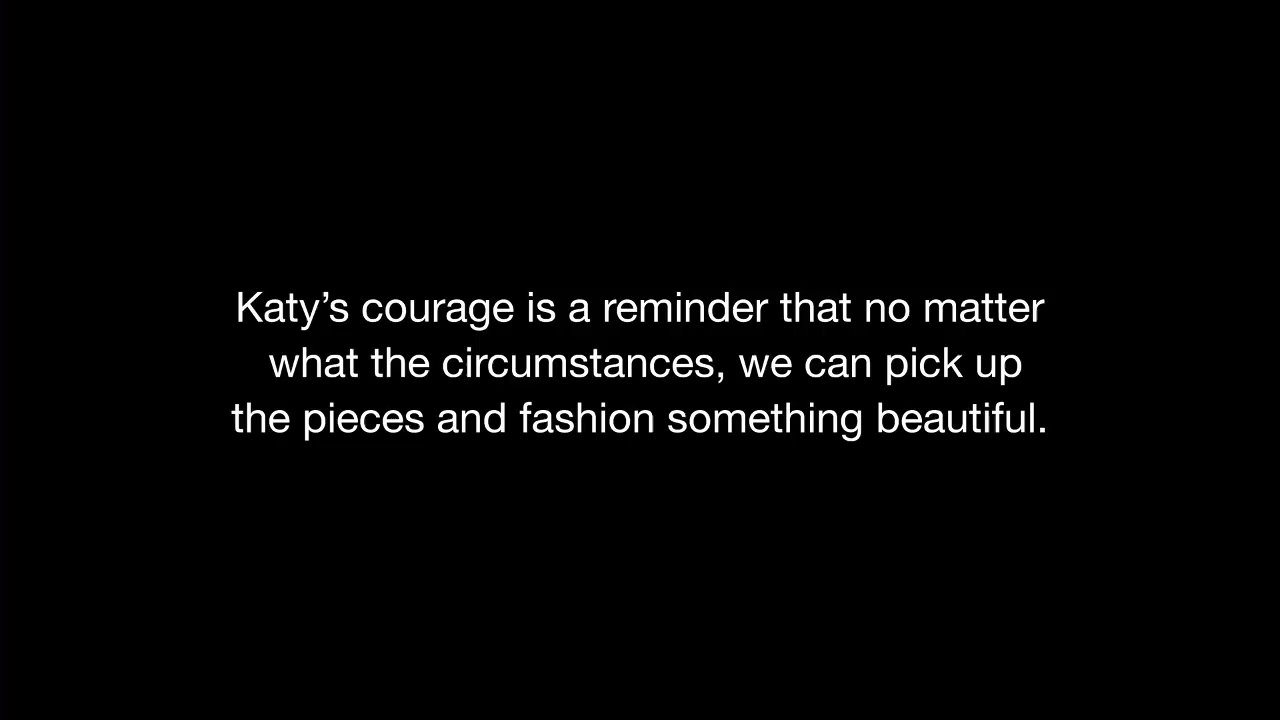 Katy’s courage is a reminder that no matter
what the circumstances, we can pick up
the pieces and fashion something beautiful.